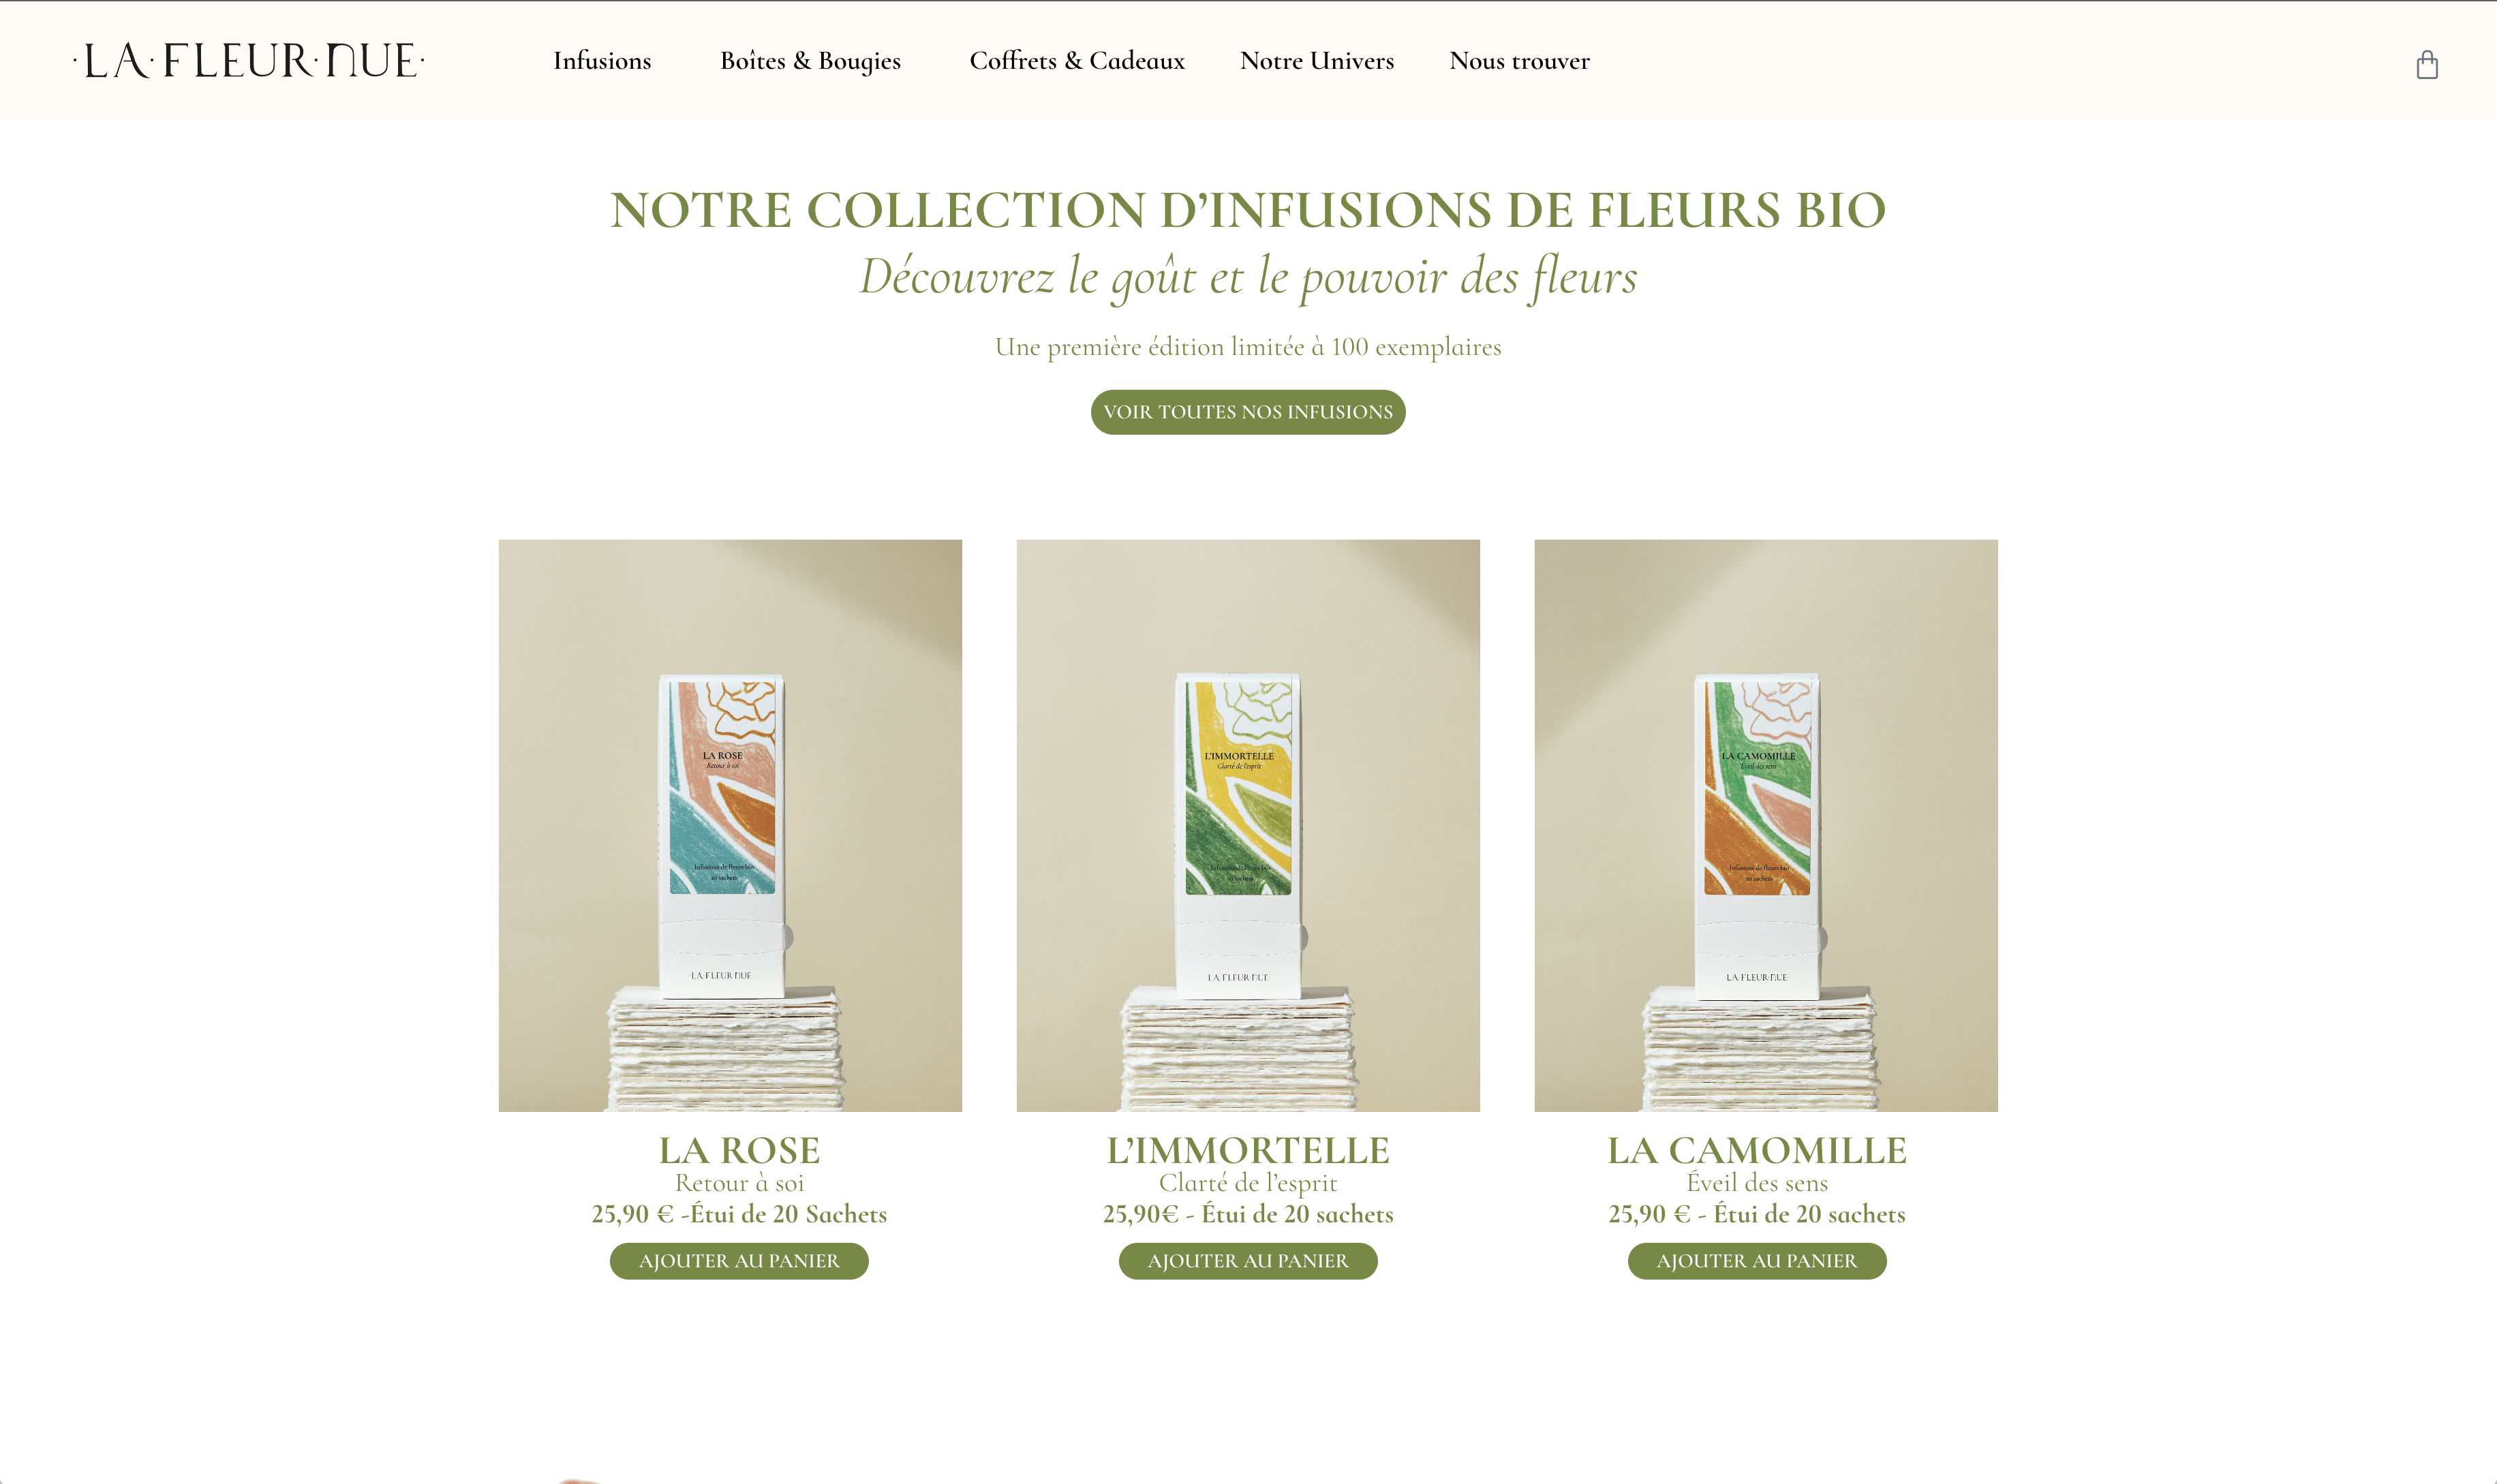 ·LA·FLEUR·NUE·
Infusions
Boîtes & Bougies
Coffrets & Cadeaux
Notre Univers
Nous trouver
NOTRE COLLECTION D’INFUSIONS DE FLEURS BIO
Découvrez le goût et le pouvoir des fleurs
Une première édition limitée à 100 exemplaires
VOIR TOUTES NOS INFUSIONS
LA ROSE
Retour à soi
Infusions de fleurs bio
20 sachets
·LA·FLEUR·NUE·
L’IMMORTELLE
Clarté de l’esprit
Infusions de fleurs bio
20 sachets
LA·FLEUR·NUE·
LA CAMOMILLE
Éveil des sens
Infusions de fleurs bio
20 sachets
LA FLEUR·NUE·
LA ROSE
Retour à soi
25,90 € -Étui de 20 Sachets
AJOUTER AU PANIER
L’IMMORTELLE
Clarté de l’esprit
25,90€ - Étui de 20 sachets
AJOUTER AU PANIER
LA CAMOMILLE
Éveil des sens
25,90 € - Étui de 20 sachets
AJOUTER AU PANIER